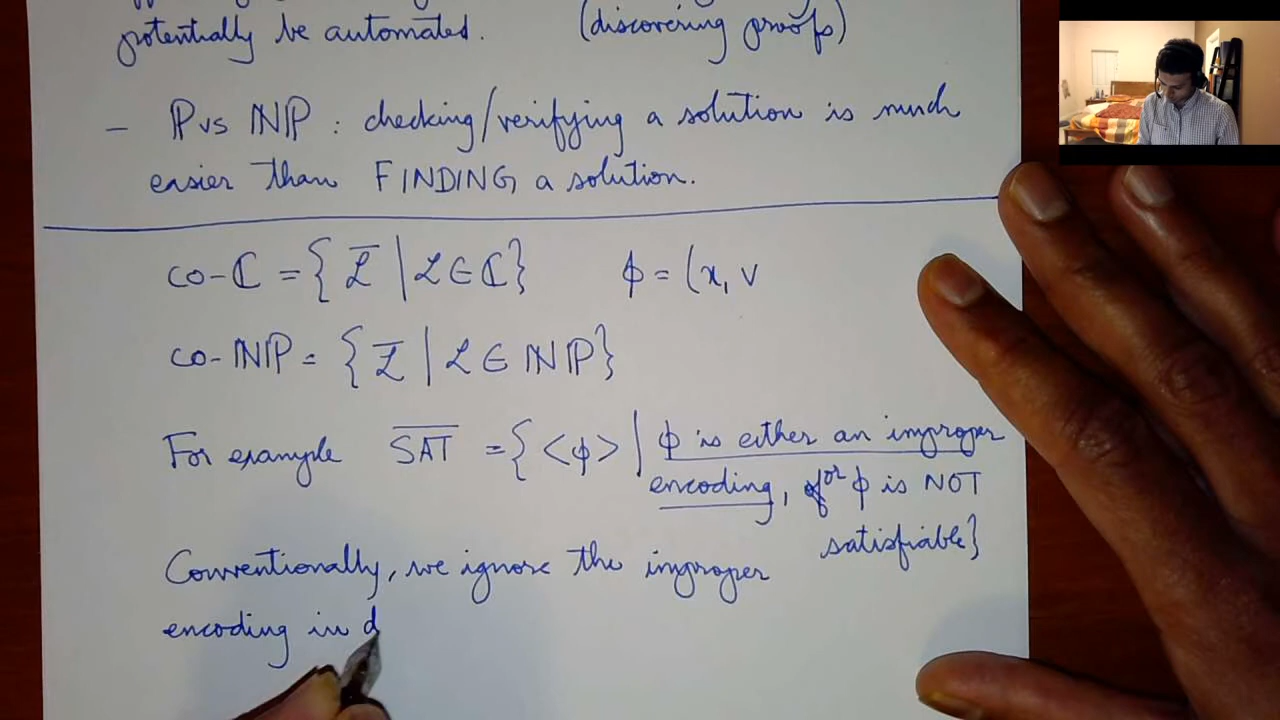 potentially be automated. (discovering proofs)
- P vs NP : checking/verifying a solution is much
easier than FINDING a solution.
co-ℂ = { L̅ | L ∈ ℂ } ϕ = (x₁ ∨
co-NP = { L̅ | L ∈ NP }
For example S̅A̅T̅ = { <ϕ> | ϕ is either an improper
encoding, or ϕ is NOT
satisfiable }
Conventionally, we ignore the improper
encoding in d